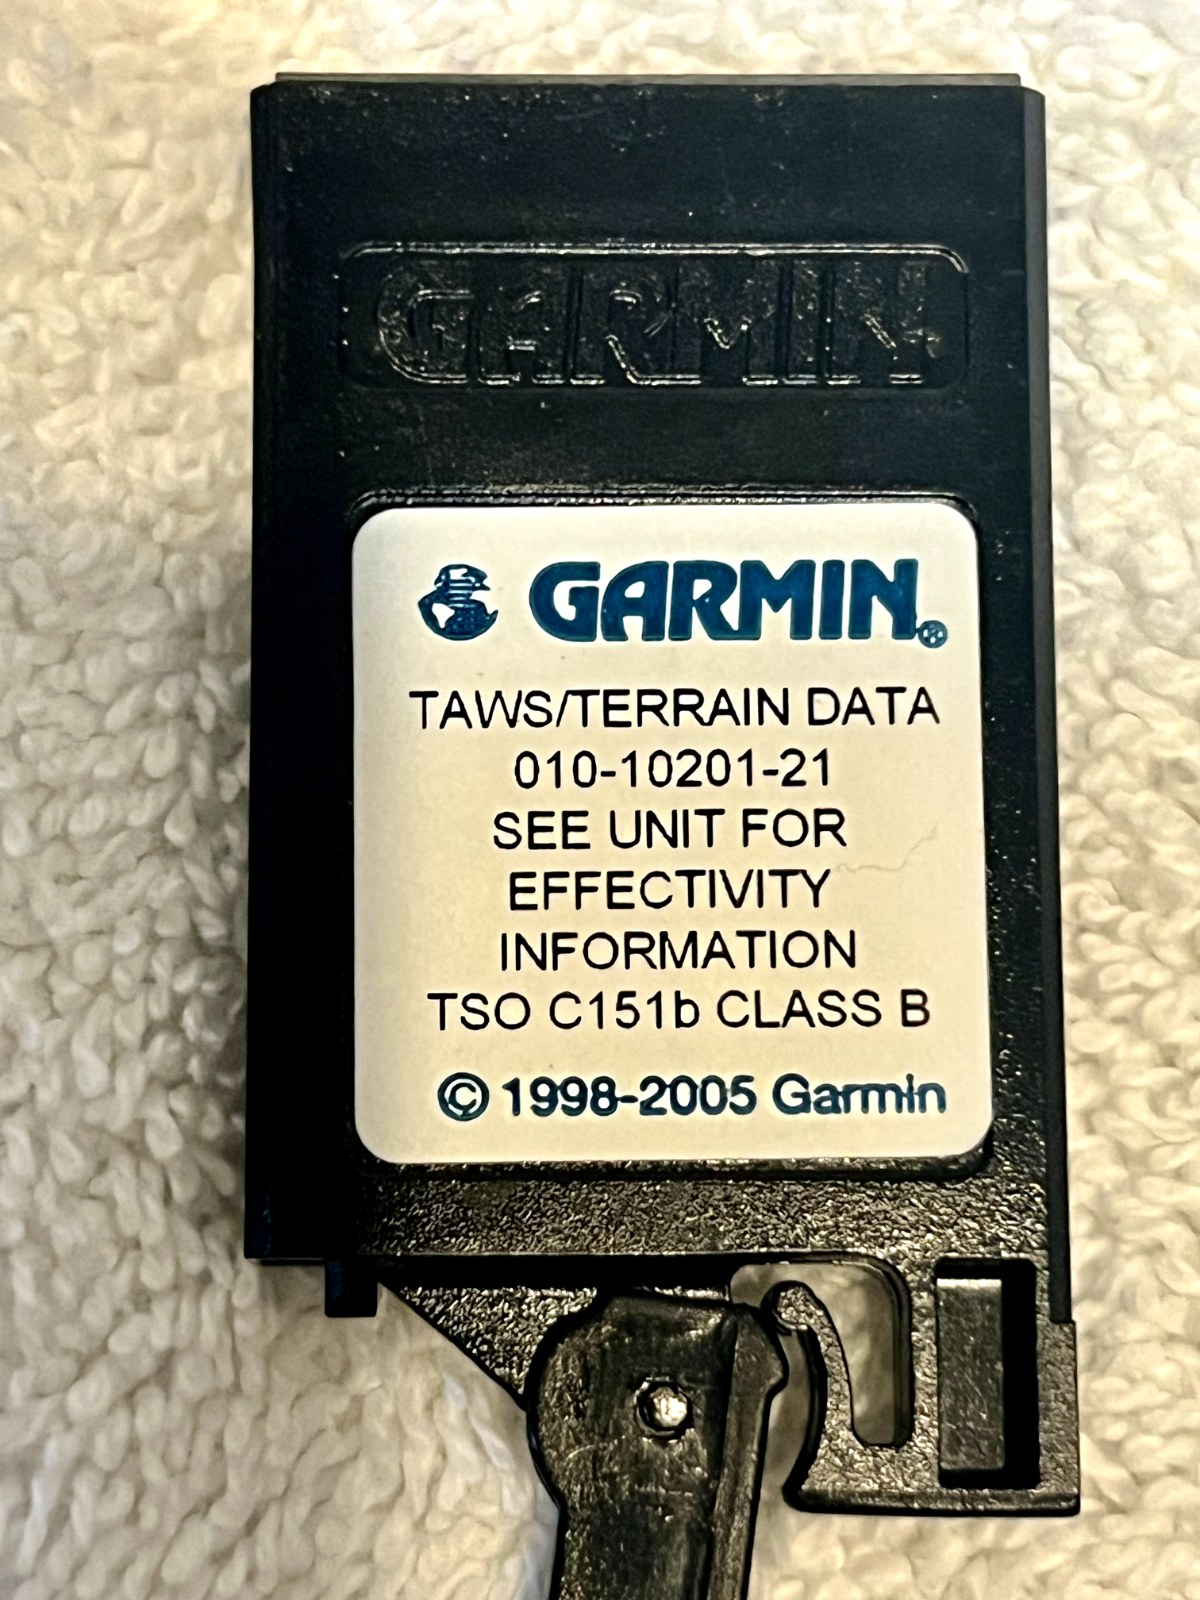 GARMIN
GARMIN®
TAWS/TERRAIN DATA
010-10201-21
SEE UNIT FOR
EFFECTIVITY
INFORMATION
TSO C151b CLASS B
© 1998-2005 Garmin